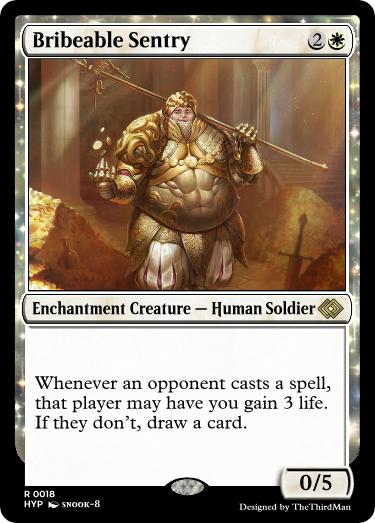 Bribeable Sentry 2
Enchantment Creature — Human Soldier
Whenever an opponent casts a spell,
that player may have you gain 3 life.
If they don't, draw a card.
0/5
R 0018
HYP SNOOK-8
Designed by TheThirdMan